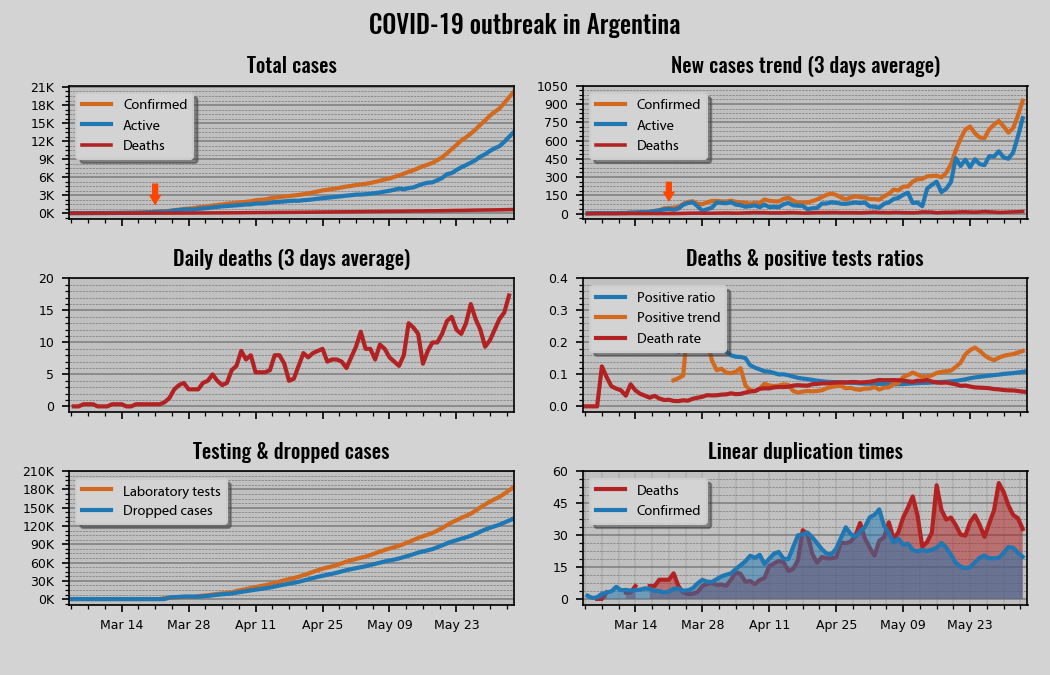 COVID-19 outbreak in Argentina
Total cases
21K
18K
15K
12K
9K
6K
3K
0K
Confirmed
Active
Deaths
New cases trend (3 days average)
1050
900
750
600
450
300
150
0
Confirmed
Active
Deaths
Daily deaths (3 days average)
20
15
10
5
0
Deaths & positive tests ratios
0.4
0.3
0.2
0.1
0.0
Positive ratio
Positive trend
Death rate
Testing & dropped cases
210K
180K
150K
120K
90K
60K
30K
0K
Laboratory tests
Dropped cases
Mar 14 Mar 28 Apr 11 Apr 25 May 09 May 23
Linear duplication times
60
45
30
15
0
Deaths
Confirmed
Mar 14 Mar 28 Apr 11 Apr 25 May 09 May 23